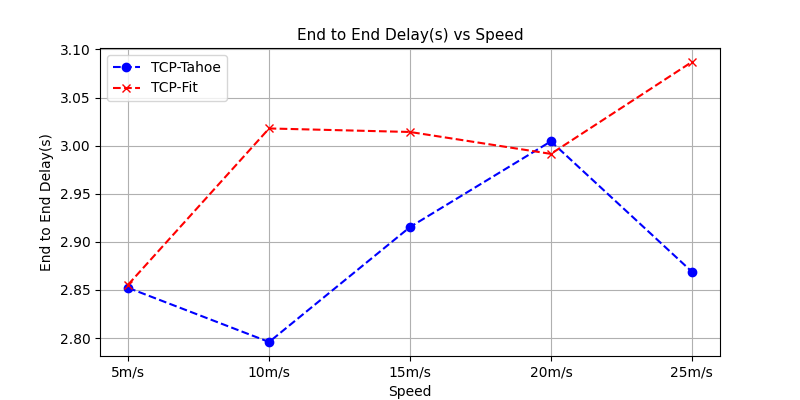 End to End Delay(s) vs Speed
TCP-Tahoe
TCP-Fit
End to End Delay(s)
3.10
3.05
3.00
2.95
2.90
2.85
2.80
5m/s 10m/s 15m/s 20m/s 25m/s
Speed